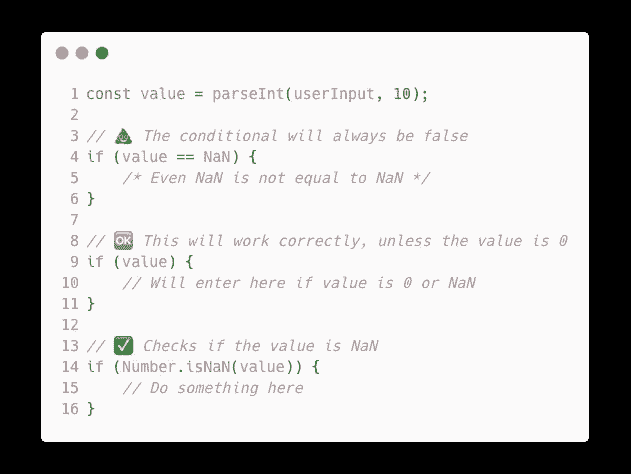 1 const value = parseInt(userInput, 10);
2
3 // 💩 The conditional will always be false
4 if (value == NaN) {
5     /* Even NaN is not equal to NaN */
6 }
7
8 // 🆗 This will work correctly, unless the value is 0
9 if (value) {
10     // Will enter here if value is 0 or NaN
11 }
12
13 // ✅ Checks if the value is NaN
14 if (Number.isNaN(value)) {
15     // Do something here
16 }